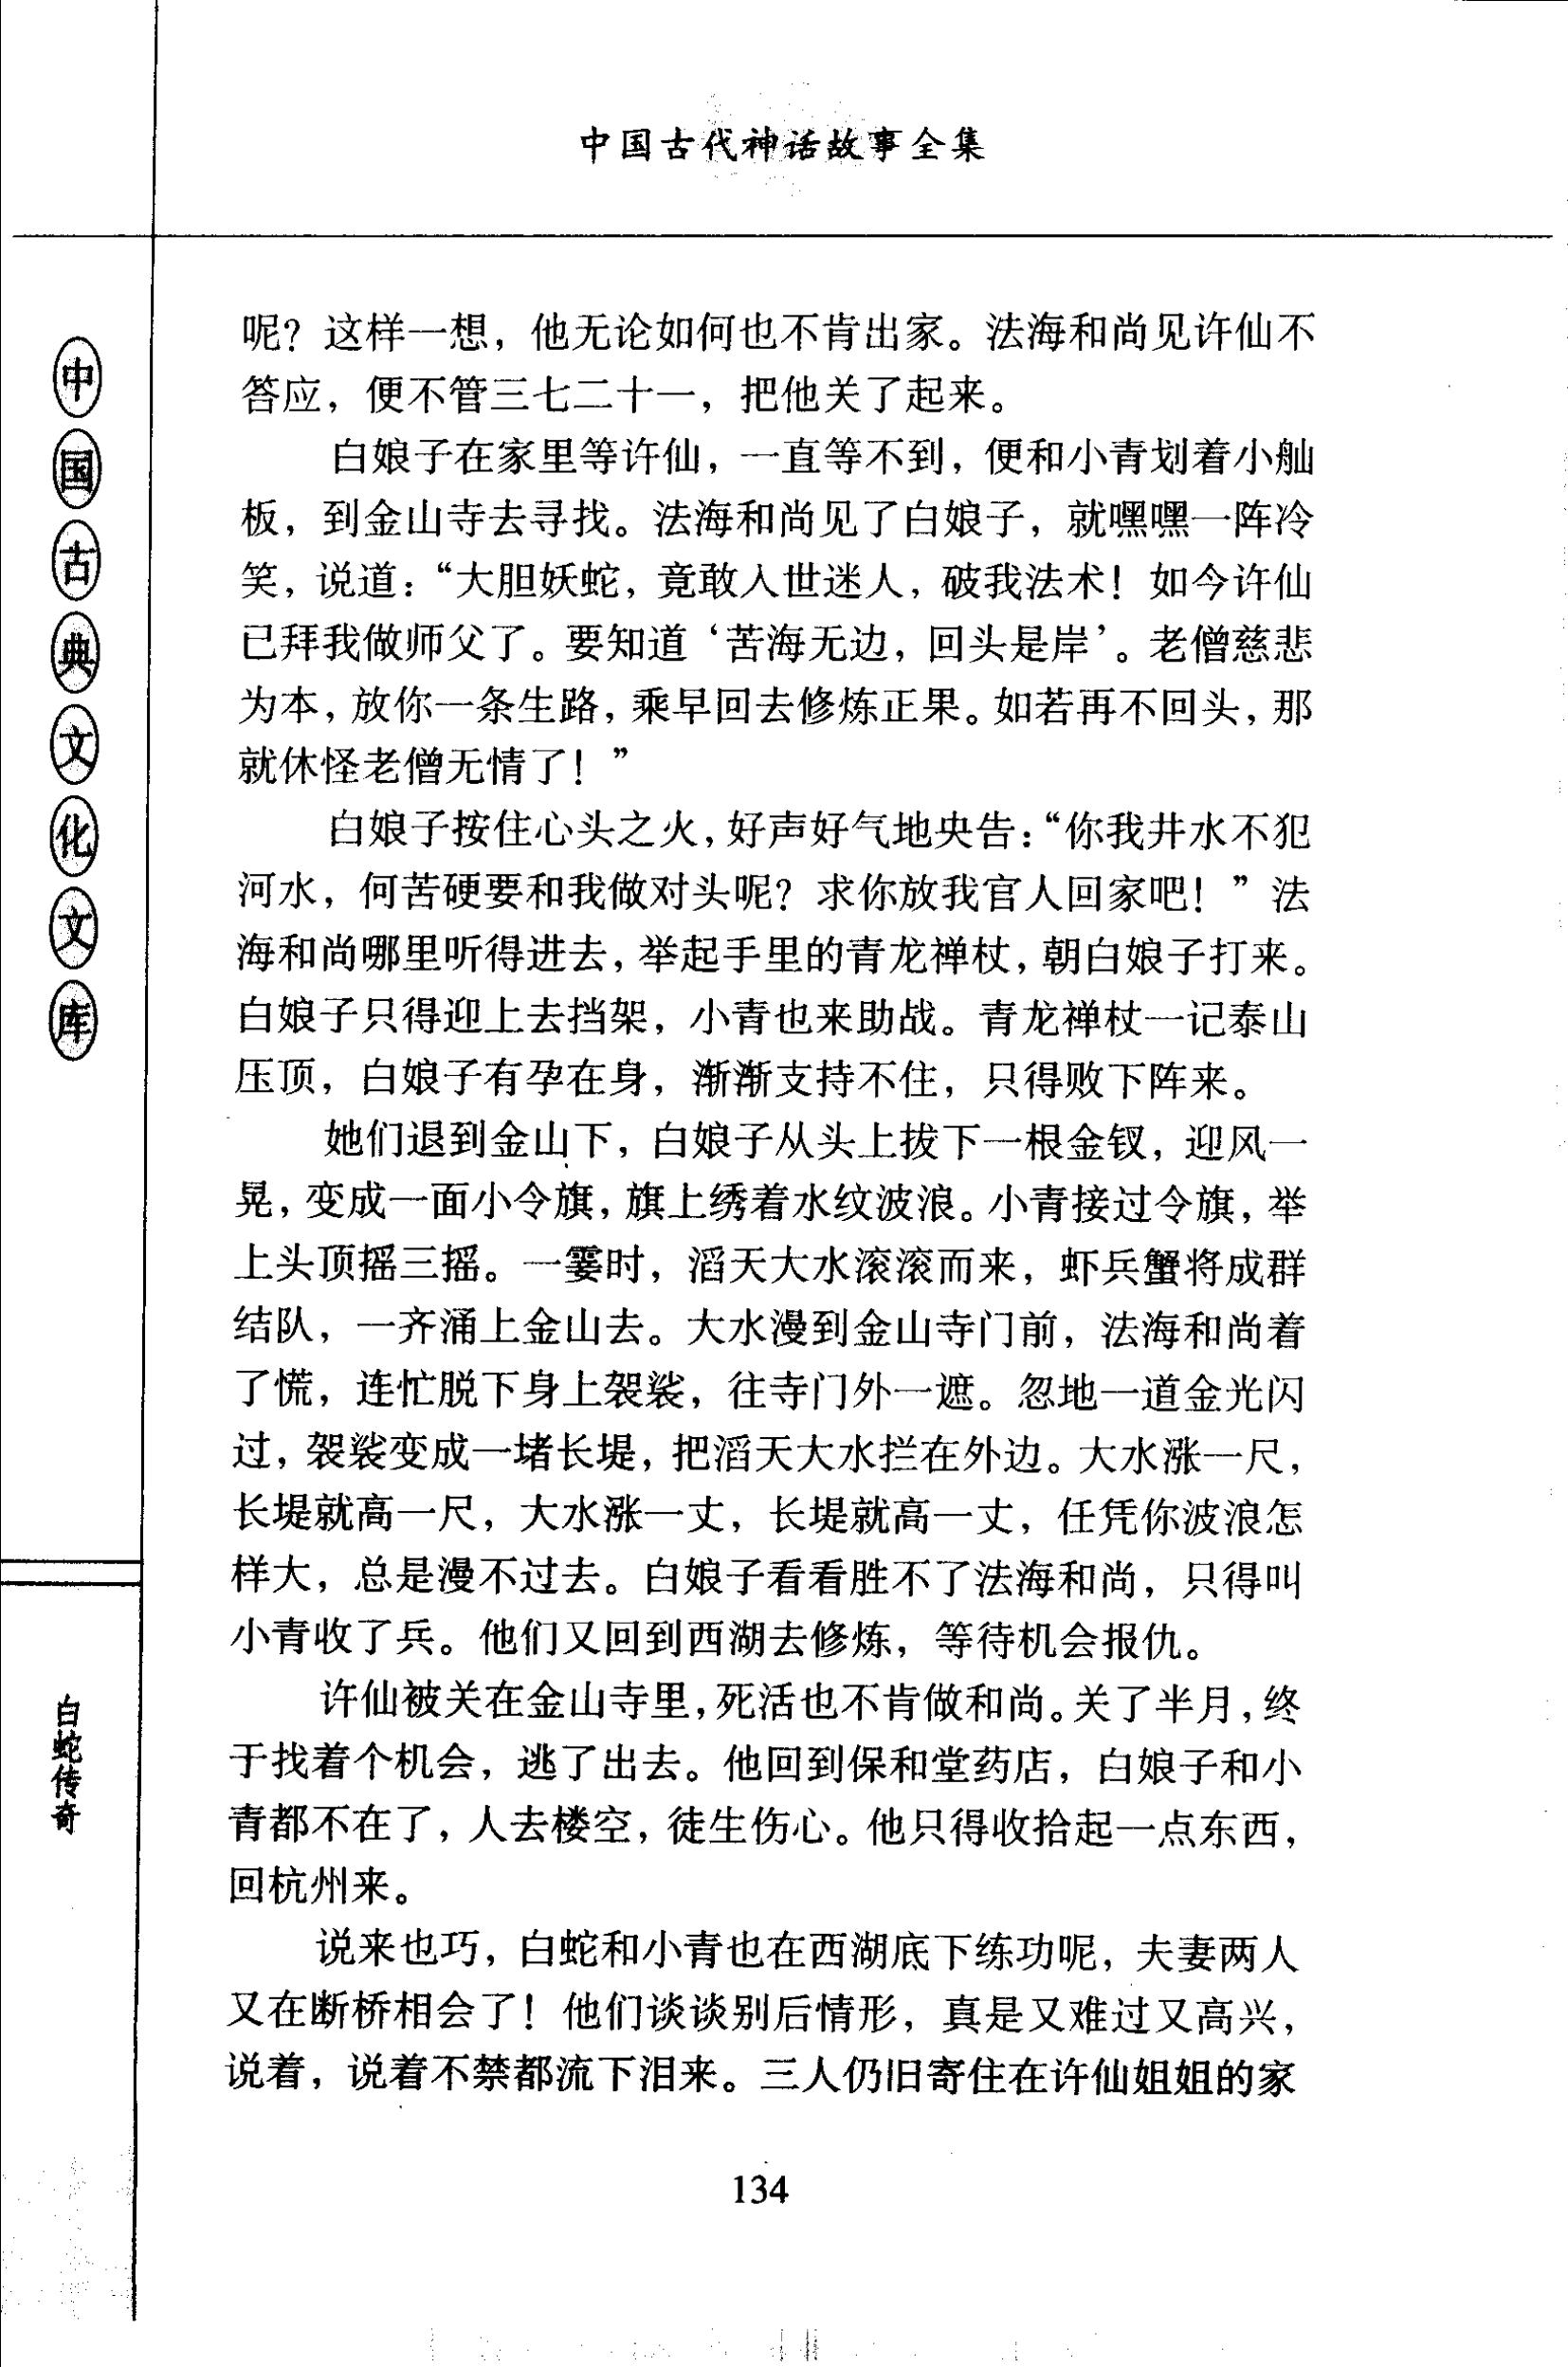 中国古代神话故事全集
中国古典文化文库
白蛇传奇
呢？这样一想，他无论如何也不肯出家。法海和尚见许仙不
答应，便不管三七二十一，把他关了起来。
白娘子在家里等许仙，一直等不到，便和小青划着小舢
板，到金山寺去寻找。法海和尚见了白娘子，就嘿嘿一阵冷
笑，说道：“大胆妖蛇，竟敢入世迷人，破我法术！如今许仙
已拜我做师父了。要知道‘苦海无边，回头是岸’。老僧慈悲
为本，放你一条生路，乘早回去修炼正果。如若再不回头，那
就休怪老僧无情了！”
白娘子按住心头之火，好声好气地央告：“你我井水不犯
河水，何苦硬要和我做对头呢？求你放我官人回家吧！”法
海和尚哪里听得进去，举起手里的青龙禅杖，朝白娘子打来。
白娘子只得迎上去挡架，小青也来助战。青龙禅杖一记泰山
压顶，白娘子有孕在身，渐渐支持不住，只得败下阵来。
她们退到金山下，白娘子从头上拔下一根金钗，迎风一
晃，变成一面小令旗，旗上绣着水纹波浪。小青接过令旗，举
上头顶摇三摇。一霎时，滔天大水滚滚而来，虾兵蟹将成群
结队，一齐涌上金山去。大水漫到金山寺门前，法海和尚着
了慌，连忙脱下身上袈裟，往寺门外一遮。忽地一道金光闪
过，袈裟变成一堵长堤，把滔天大水拦在外边。大水涨一尺，
长堤就高一尺，大水涨一丈，长堤就高一丈，任凭你波浪怎
样大，总是漫不过去。白娘子看看胜不了法海和尚，只得叫
小青收了兵。他们又回到西湖去修炼，等待机会报仇。
许仙被关在金山寺里，死活也不肯做和尚。关了半月，终
于找着个机会，逃了出去。他回到保和堂药店，白娘子和小
青都不在了，人去楼空，徒生伤心。他只得收拾起一点东西，
回杭州来。
说来也巧，白蛇和小青也在西湖底下练功呢，夫妻两人
又在断桥相会了！他们谈谈别后情形，真是又难过又高兴，
说着，说着不禁都流下泪来。三人仍旧寄住在许仙姐姐的家
134